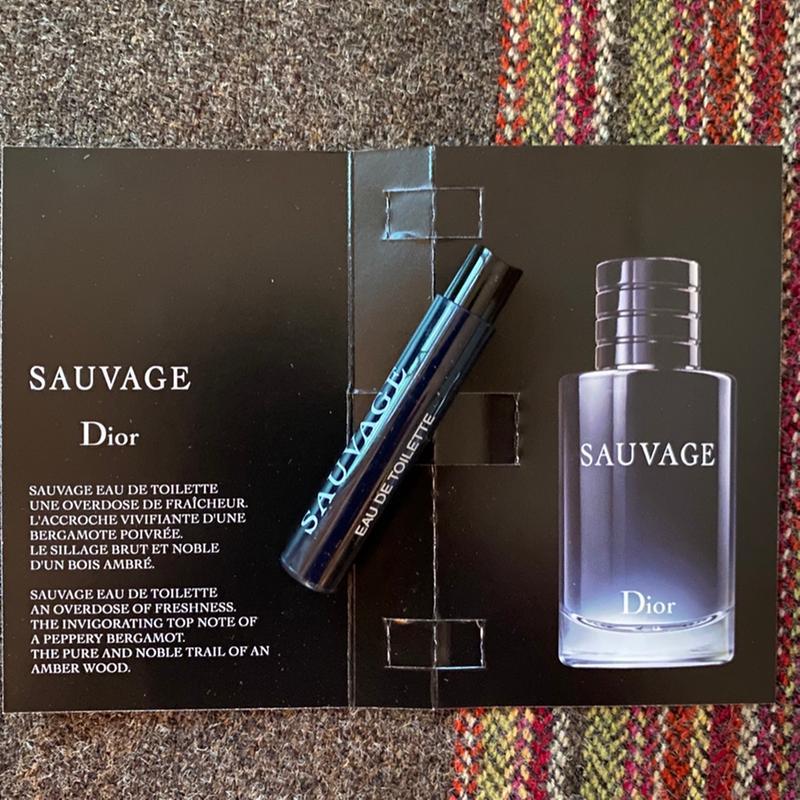 SAUVAGE
Dior
SAUVAGE EAU DE TOILETTE
UNE OVERDOSE DE FRAÎCHEUR.
L'ACCROCHE VIVIFIANTE D'UNE
BERGAMOTE POIVRÉE.
LE SILLAGE BRUT ET NOBLE
D'UN BOIS AMBRÉ.
SAUVAGE EAU DE TOILETTE
AN OVERDOSE OF FRESHNESS.
THE INVIGORATING TOP NOTE OF
A PEPPERY BERGAMOT.
THE PURE AND NOBLE TRAIL OF AN
AMBER WOOD.
SAUVAGE
EAU DE TOILETTE
SAUVAGE
Dior